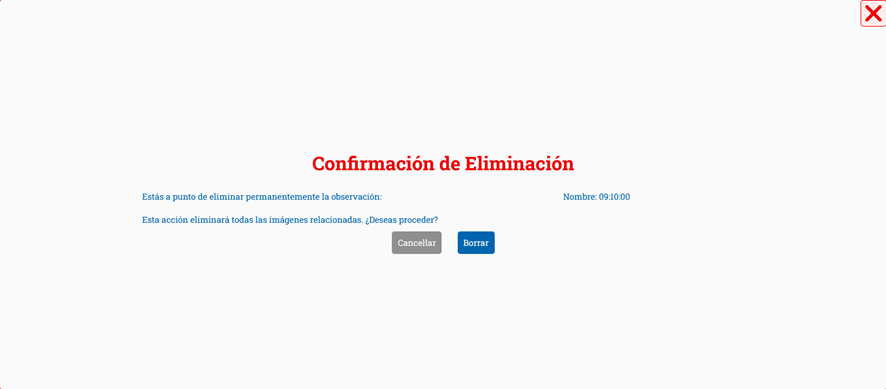 Confirmación de Eliminación
Estás a punto de eliminar permanentemente la observación: Nombre: 09:10:00
Esta acción eliminará todas las imágenes relacionadas. ¿Deseas proceder?
Cancellar Borrar